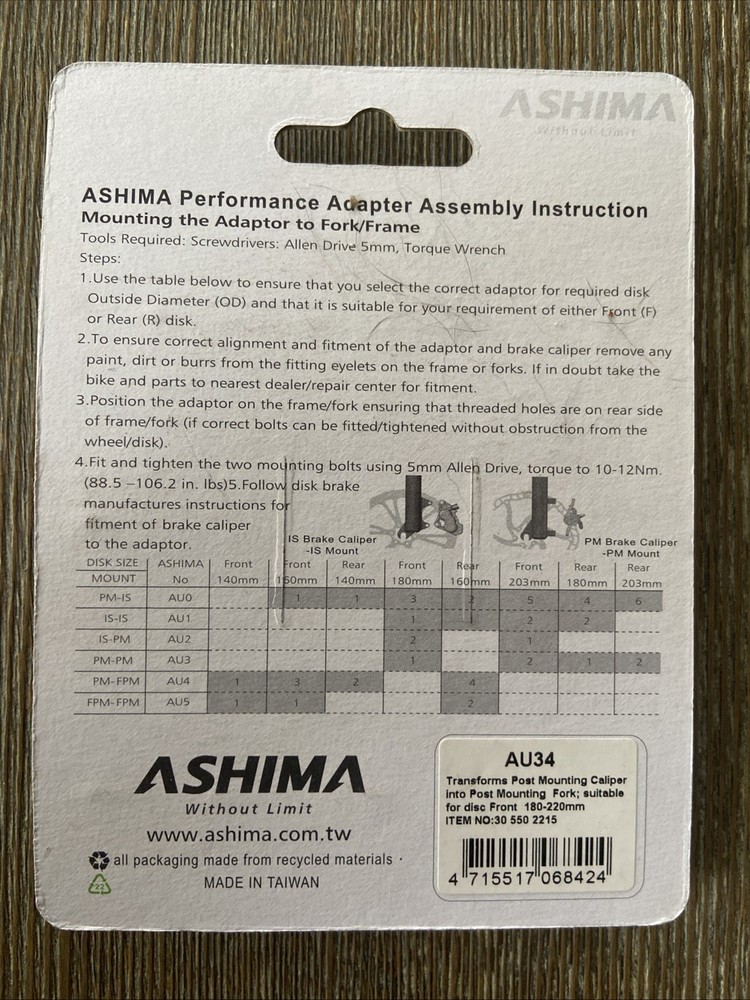 ASHIMA
Without Limit
ASHIMA Performance Adapter Assembly Instruction
Mounting the Adaptor to Fork/Frame
Tools Required: Screwdrivers: Allen Drive 5mm, Torque Wrench
Steps:
1.Use the table below to ensure that you select the correct adaptor for required disk
Outside Diameter (OD) and that it is suitable for your requirement of either Front (F)
or Rear (R) disk.
2.To ensure correct alignment and fitment of the adaptor and brake caliper remove any
paint, dirt or burrs from the fitting eyelets on the frame or forks. If in doubt take the
bike and parts to nearest dealer/repair center for fitment.
3.Position the adaptor on the frame/fork ensuring that threaded holes are on rear side
of frame/fork (if correct bolts can be fitted/tightened without obstruction from the
wheel/disk).
4.Fit and tighten the two mounting bolts using 5mm Allen Drive, torque to 10-12Nm.
(88.5 –106.2 in. lbs)5.Follow disk brake
manufactures instructions for
fitment of brake caliper
to the adaptor.
IS Brake Caliper
-IS Mount
PM Brake Caliper
-PM Mount
DISK SIZE ASHIMA Front Front Rear Front Rear Front Rear Rear
MOUNT No 140mm 160mm 140mm 180mm 160mm 203mm 180mm 203mm
PM-IS AU0 1 1 3 2 5 4 6
IS-IS AU1 1 2 2
IS-PM AU2 2 1
PM-PM AU3 1 2 1 2
PM-FPM AU4 1 3 2 4
FPM-FPM AU5 1 1 2
ASHIMA
Without Limit
www.ashima.com.tw
all packaging made from recycled materials ·
22
MADE IN TAIWAN
AU34
Transforms Post Mounting Caliper
into Post Mounting Fork; suitable
for disc Front 180-220mm
ITEM NO:30 550 2215
4 715517 068424